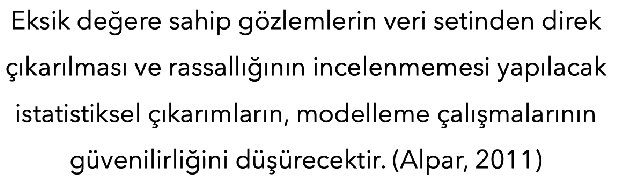 Eksik değere sahip gözlemlerin veri setinden direk
çıkarılması ve rassallığının incelenmemesi yapılacak
istatistiksel çıkarımların, modelleme çalışmalarının
güvenilirliğini düşürecektir. (Alpar, 2011)